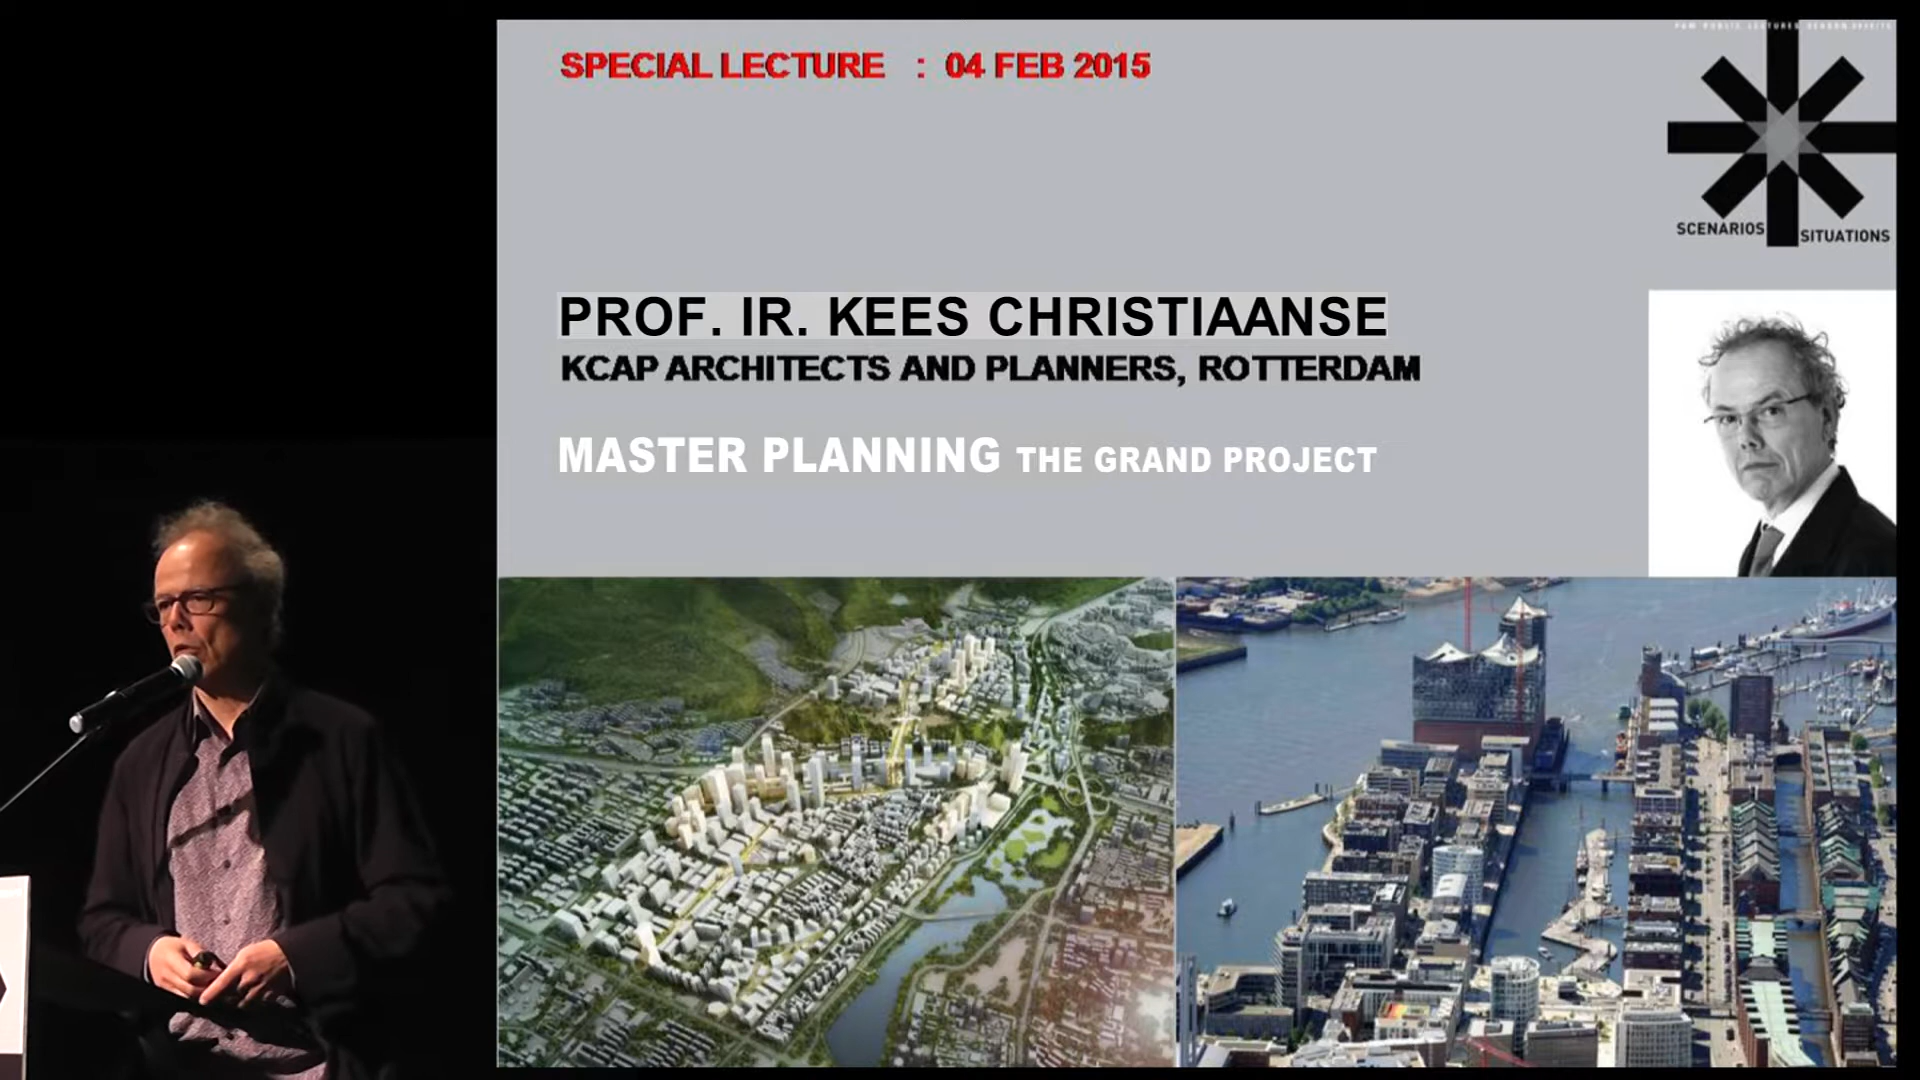 SPECIAL LECTURE : 04 FEB 2015
SCENARIOS
SITUATIONS
PROF. IR. KEES CHRISTIAANSE
KCAP ARCHITECTS AND PLANNERS, ROTTERDAM
MASTER PLANNING THE GRAND PROJECT